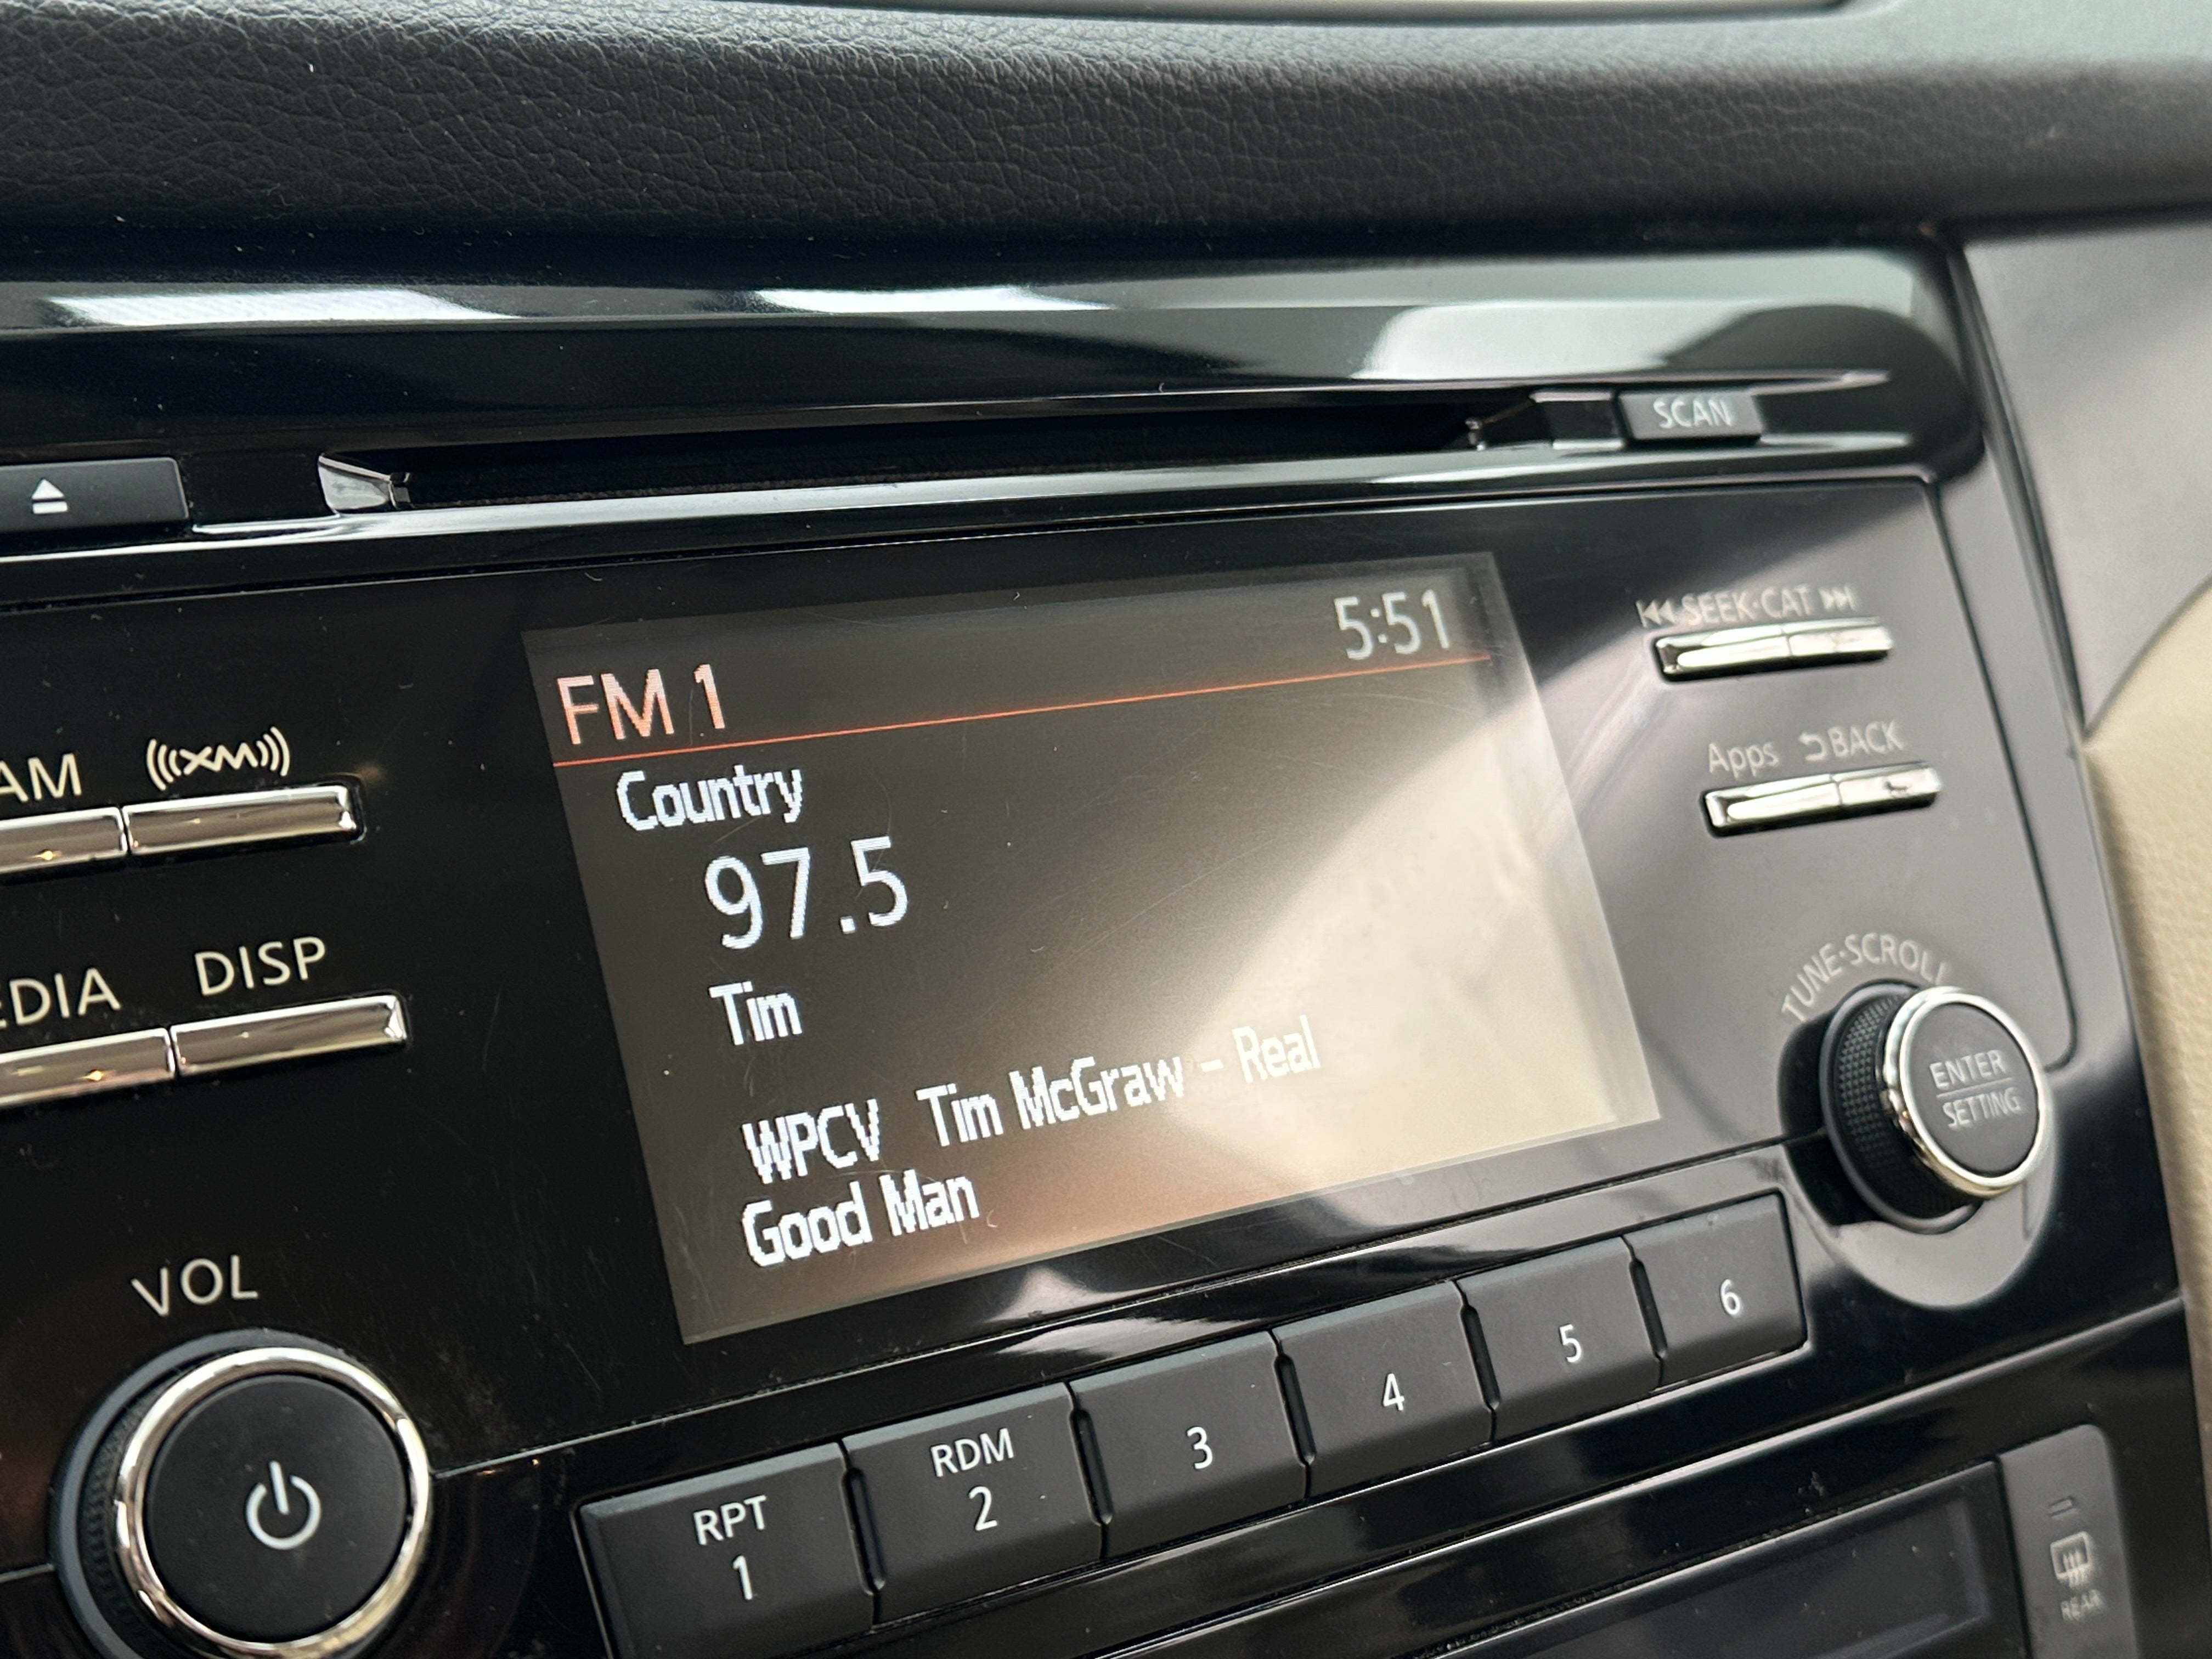 SCAN
SEEK·CAT
FM 1 5:51
Country
97.5
Tim
WPCV Tim McGraw - Real
Good Man
AM
XM
Apps BACK
EDIA DISP
TUNE·SCROLL
ENTER
SETTING
VOL
RPT
1
RDM
2
3
4
5
6
REAR